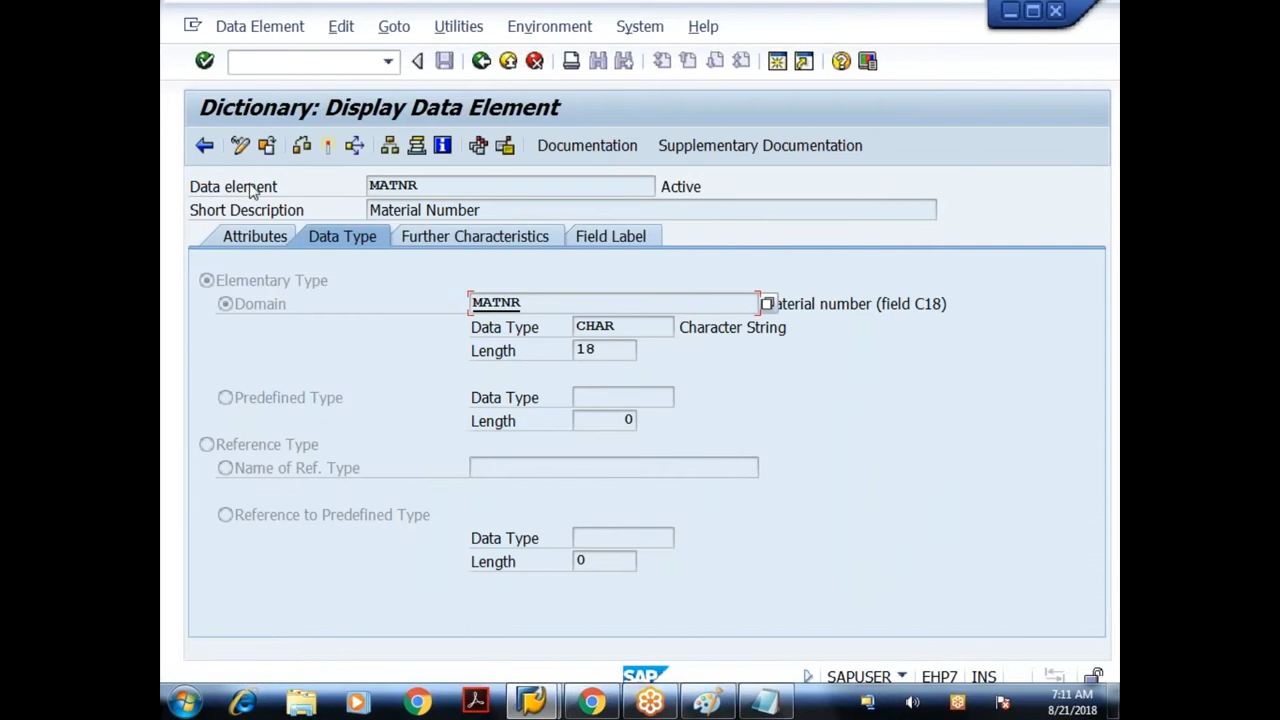 Data Element Edit Goto Utilities Environment System Help
Dictionary: Display Data Element
Documentation Supplementary Documentation
Data element MATNR Active
Short Description Material Number
Attributes Data Type Further Characteristics Field Label
Elementary Type
Domain MATNR aterial number (field C18)
Data Type CHAR Character String
Length 18
Predefined Type Data Type
Length 0
Reference Type
Name of Ref. Type
Reference to Predefined Type
Data Type
Length 0
SAP SAPUSER EHP7 INS
7:11 AM
8/21/2018